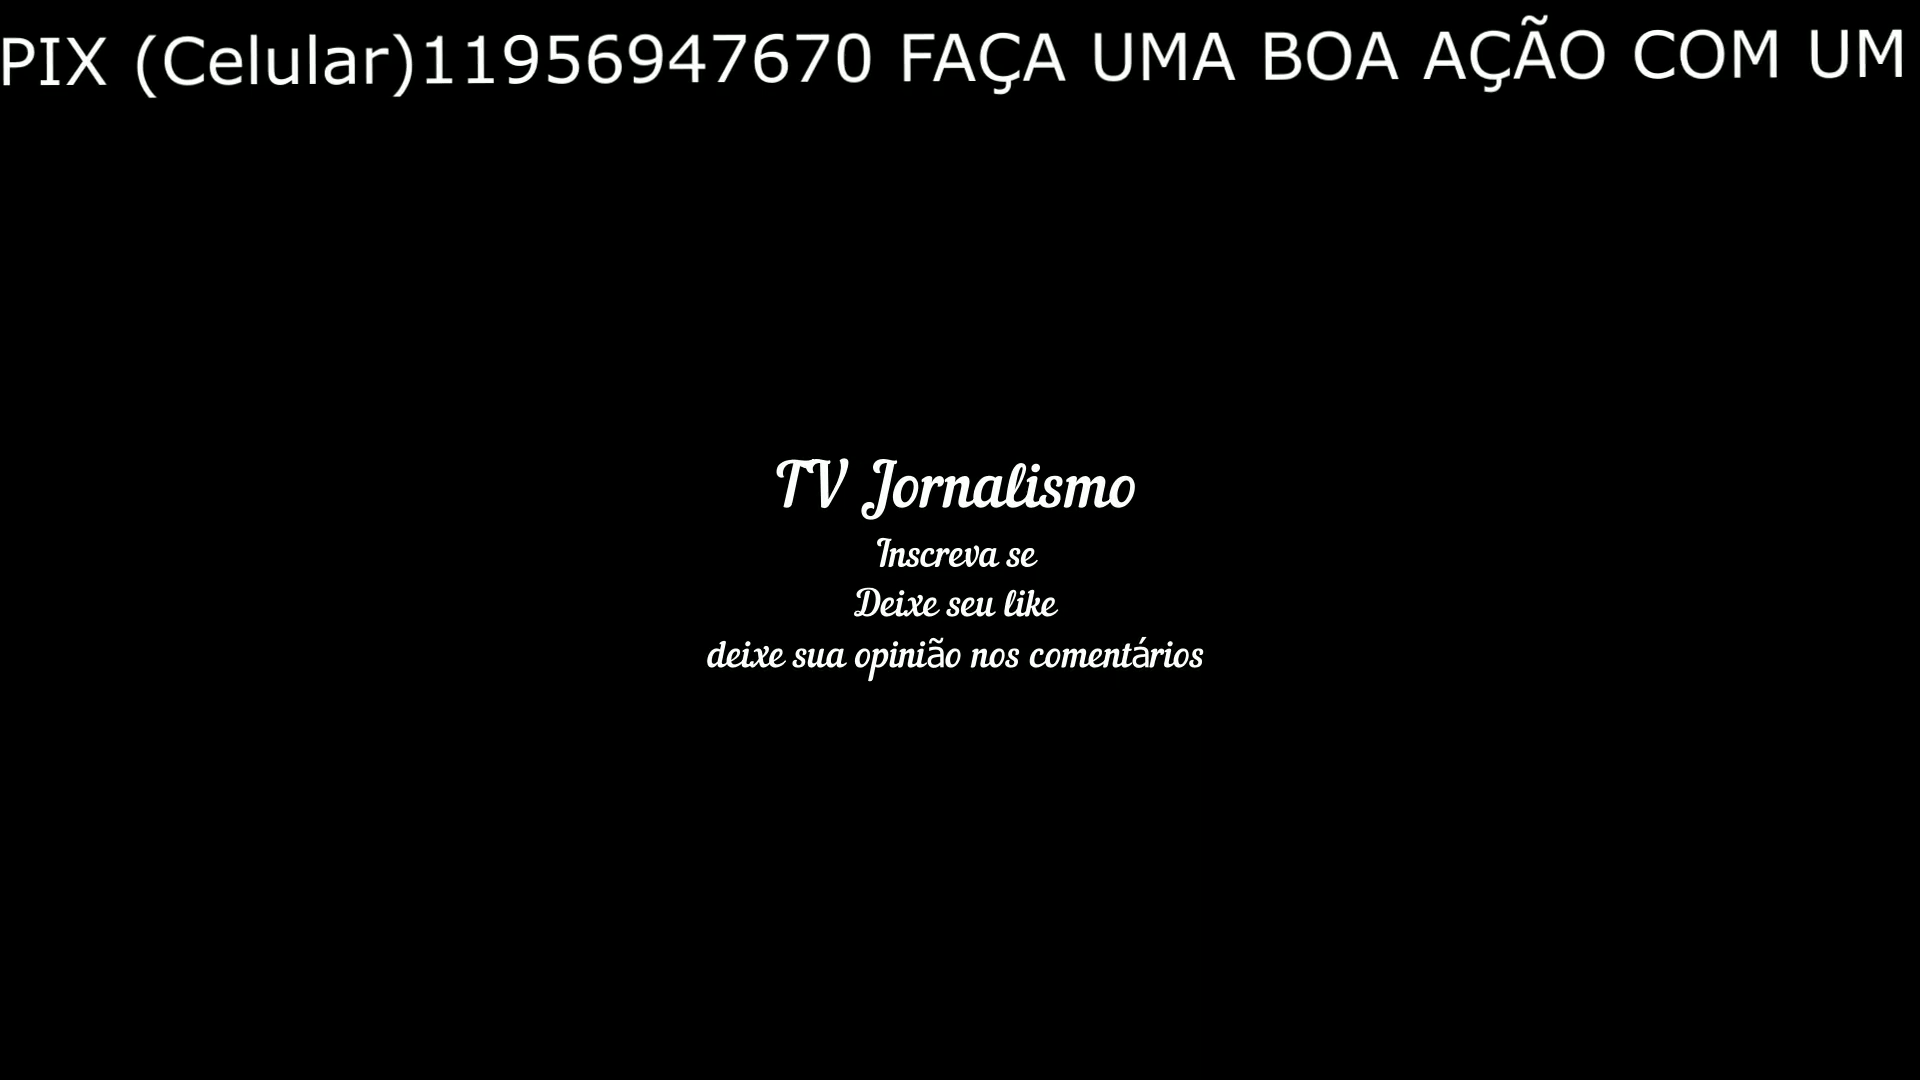 PIX (Celular)11956947670 FAÇA UMA BOA AÇÃO COM UM
TV Jornalismo
Inscreva se
Deixe seu like
deixe sua opinião nos comentários